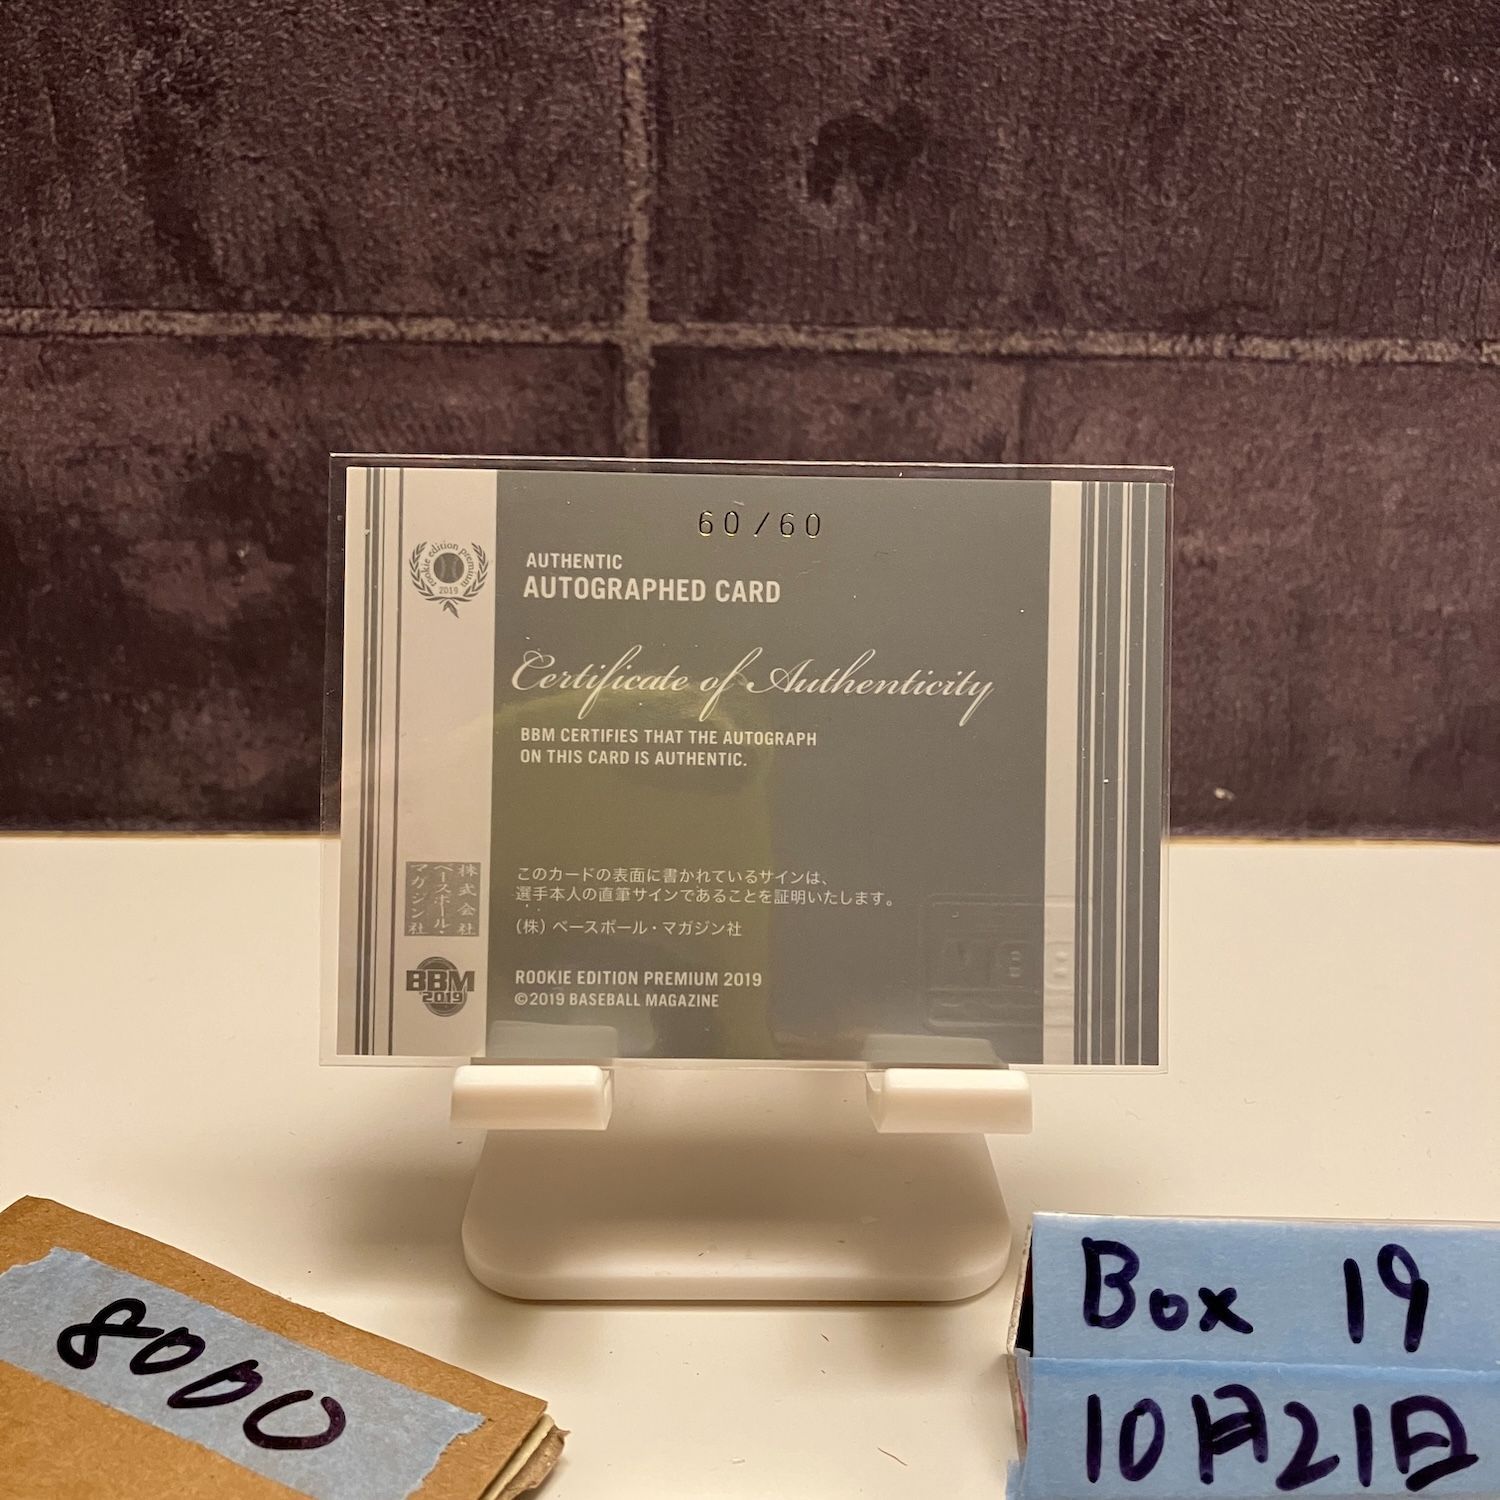 60/60
AUTHENTIC
AUTOGRAPHED CARD
rookie edition premium
2019
Certificate of Authenticity
BBM CERTIFIES THAT THE AUTOGRAPH
ON THIS CARD IS AUTHENTIC.
このカードの表面に書かれているサインは、
選手本人の直筆サインであることを証明いたします。
(株) ベースボール・マガジン社
株式会社
ベースボール・
マガジン社
BBM
2019
ROOKIE EDITION PREMIUM 2019
©2019 BASEBALL MAGAZINE
8000
Box 19
10月21日